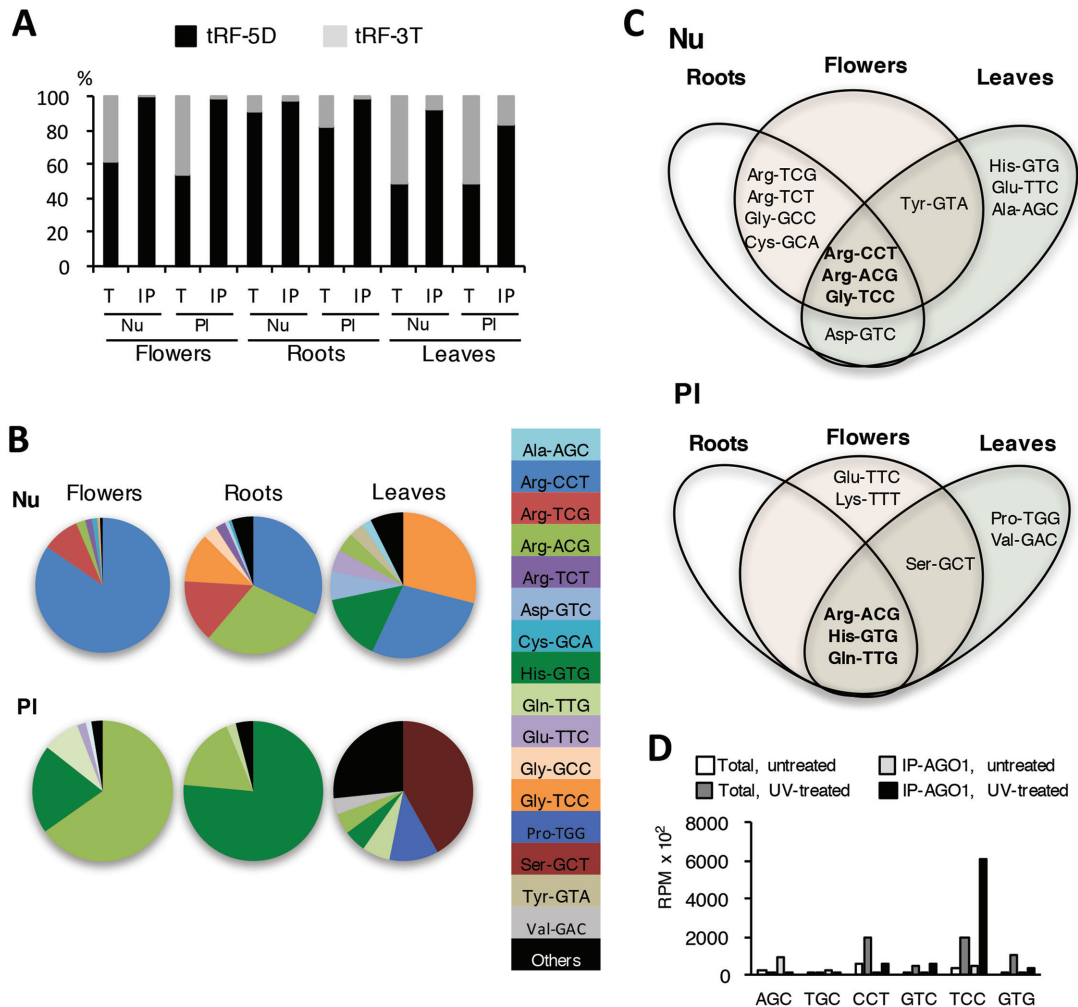 A
tRF-5D tRF-3T
%
100
80
60
40
20
0
T IP T IP T IP T IP T IP T IP
Nu Pl Nu Pl Nu Pl
Flowers Roots Leaves
B
Nu
Flowers Roots Leaves
Pl
Ala-AGC
Arg-CCT
Arg-TCG
Arg-ACG
Arg-TCT
Asp-GTC
Cys-GCA
His-GTG
Gln-TTG
Glu-TTC
Gly-GCC
Gly-TCC
Pro-TGG
Ser-GCT
Tyr-GTA
Val-GAC
Others
C
Nu
Roots Flowers Leaves
Arg-TCG
Arg-TCT
Gly-GCC
Cys-GCA
Tyr-GTA
His-GTG
Glu-TTC
Ala-AGC
Arg-CCT
Arg-ACG
Gly-TCC
Asp-GTC
Pl
Roots Flowers Leaves
Glu-TTC
Lys-TTT
Pro-TGG
Val-GAC
Ser-GCT
Arg-ACG
His-GTG
Gln-TTG
D
Total, untreated IP-AGO1, untreated
Total, UV-treated IP-AGO1, UV-treated
RPM x 10²
8000
6000
4000
2000
0
AGC TGC CCT GTC TCC GTG